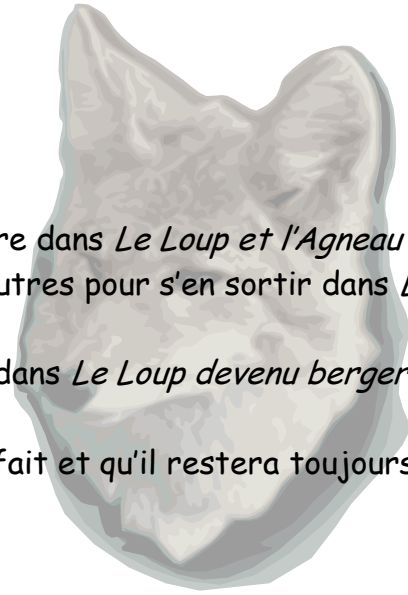 re dans Le Loup et l'Agneau
utres pour s'en sortir dans L
dans Le Loup devenu berger
fait et qu'il restera toujours